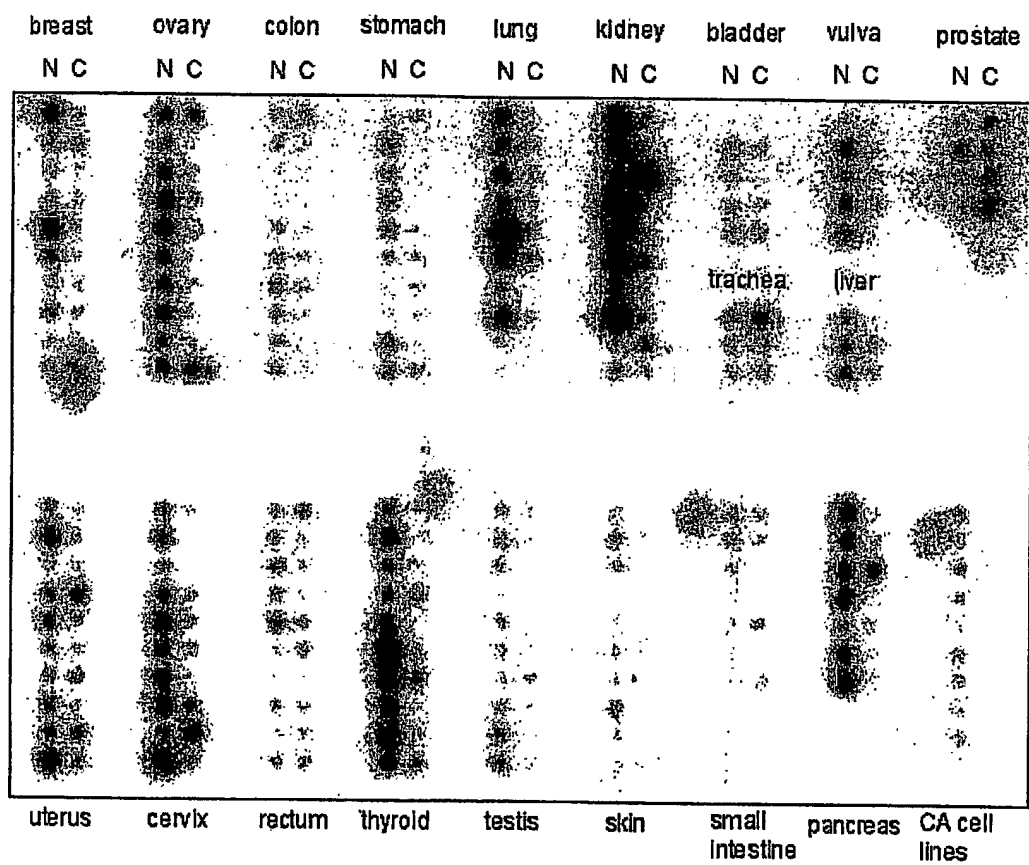 breast ovary colon stomach lung kidney bladder vulva prostate
N C N C N C N C N C N C N C N C N C
trachea liver
uterus cervix rectum thyroid testis skin small intestine pancreas CA cell lines